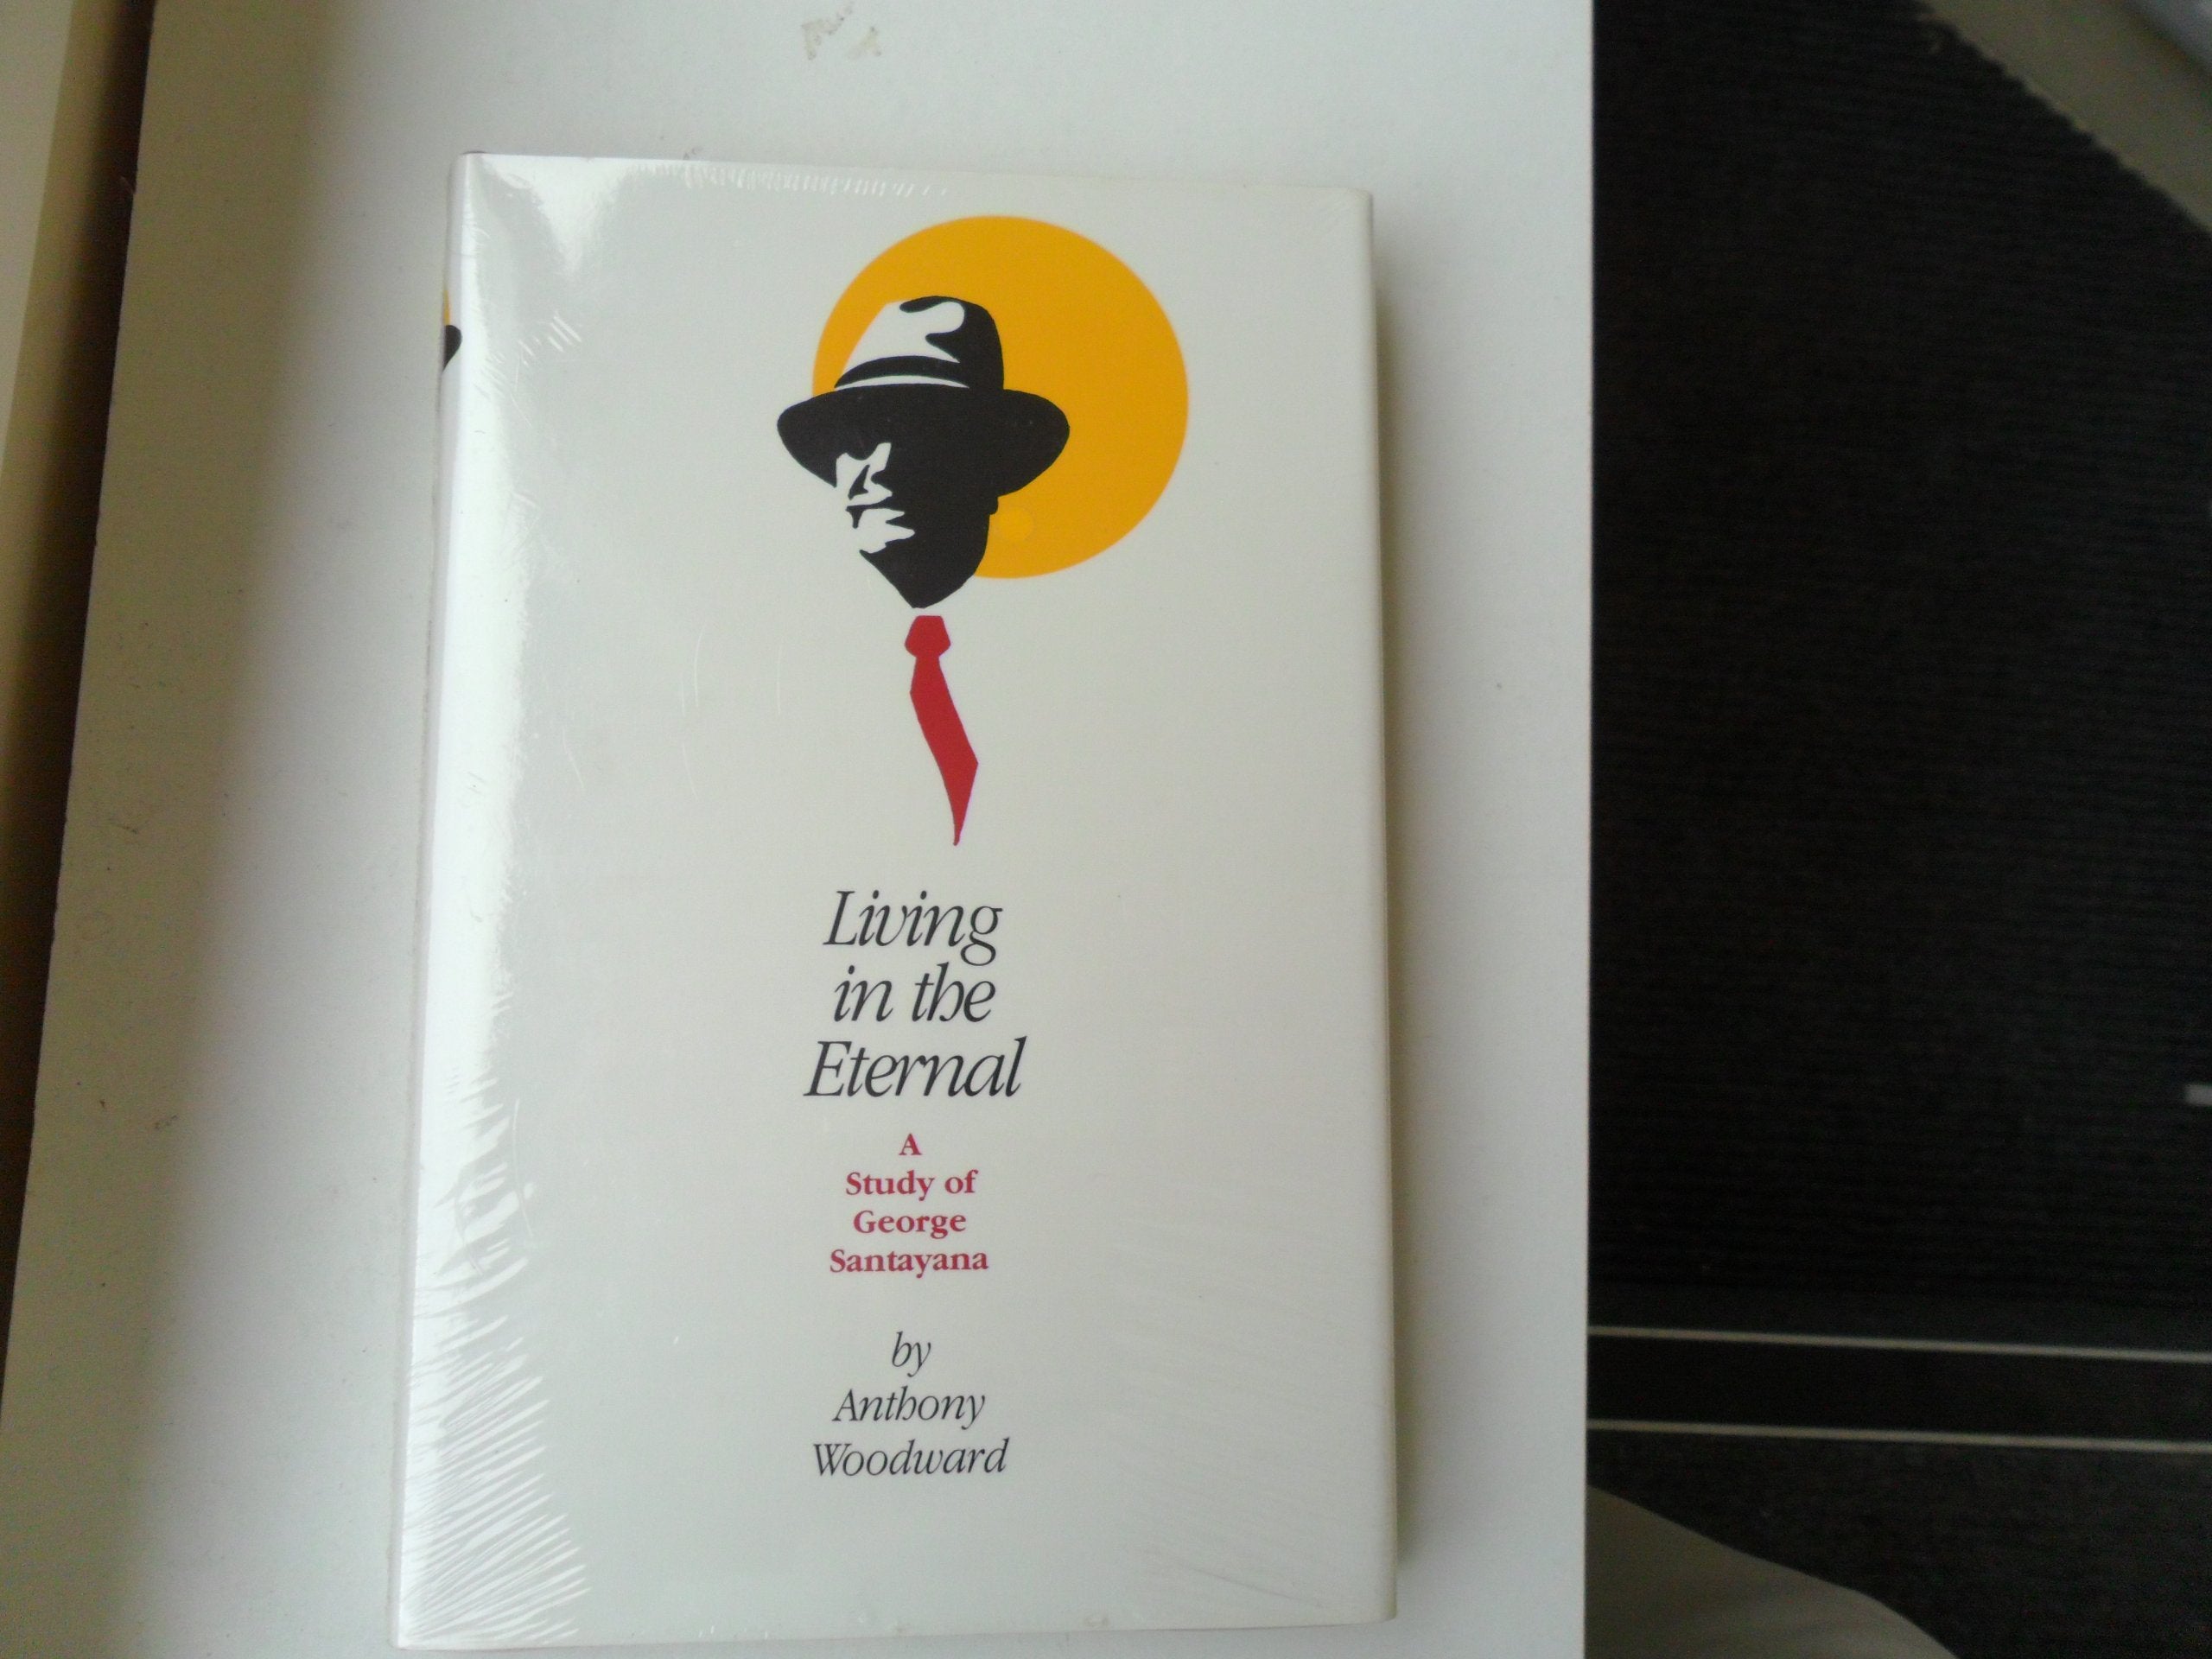 Living
in the
Eternal
A
Study of
George
Santayana
by
Anthony
Woodward